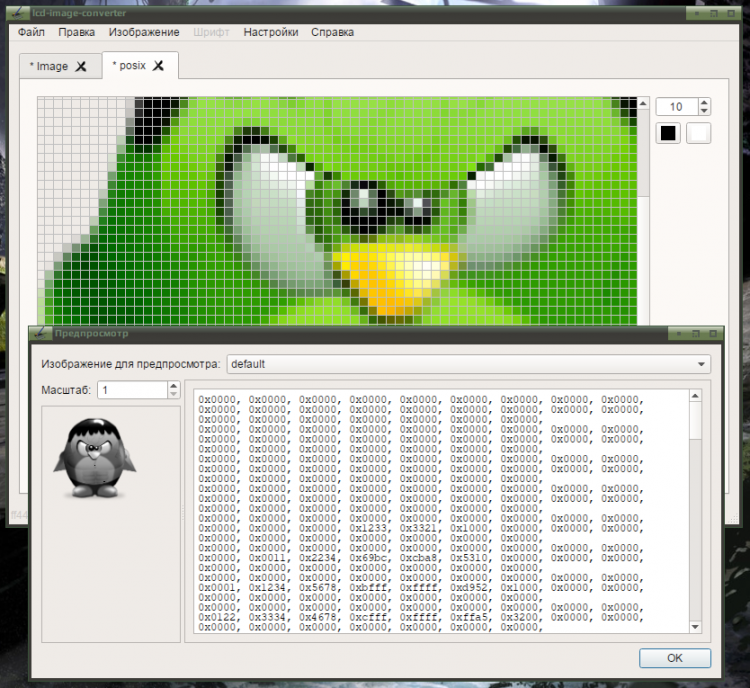 lcd-image-converter
Файл Правка Изображение Шрифт Настройки Справка
* Image * posix
10
Предпросмотр
Изображение для предпросмотра: default
Масштаб: 1
0x0000, 0x0000, 0x0000, 0x0000, 0x0000, 0x0000, 0x0000, 0x0000, 0x0000,
0x0000, 0x0000, 0x0000, 0x0000, 0x0000, 0x0000, 0x0000, 0x0000, 0x0000,
0x0000, 0x0000, 0x0000, 0x0000, 0x0000, 0x0000, 0x0000,
0x0000, 0x0000, 0x0000, 0x0000, 0x0000, 0x0000, 0x0000, 0x0000, 0x0000,
0x0000, 0x0000, 0x0000, 0x0000, 0x0000, 0x0000, 0x0000, 0x0000, 0x0000,
0x0000, 0x0000, 0x0000, 0x0000, 0x0000, 0x0000, 0x0000,
0x0000, 0x0000, 0x0000, 0x0000, 0x0000, 0x0000, 0x0000, 0x0000, 0x0000,
0x0000, 0x0000, 0x0000, 0x0000, 0x0000, 0x0000, 0x0000, 0x0000, 0x0000,
0x0000, 0x0000, 0x0000, 0x0000, 0x0000, 0x0000, 0x0000,
0x0000, 0x0000, 0x0000, 0x0000, 0x0000, 0x0000, 0x0000, 0x0000, 0x0000,
0x0000, 0x0000, 0x0000, 0x0000, 0x0000, 0x0000, 0x0000, 0x0000, 0x0000,
0x0000, 0x0000, 0x0000, 0x0000, 0x0000, 0x0000, 0x0000,
0x0000, 0x0000, 0x0000, 0x0000, 0x0000, 0x0000, 0x0000, 0x0000, 0x0000,
0x0000, 0x0000, 0x0000, 0x1233, 0x3321, 0x1000, 0x0000, 0x0000, 0x0000,
0x0000, 0x0000, 0x0000, 0x0000, 0x0000, 0x0000, 0x0000,
0x0000, 0x0000, 0x0000, 0x0000, 0x0000, 0x0000, 0x0000, 0x0000, 0x0000,
0x0000, 0x0011, 0x2234, 0x69bc, 0xcba8, 0x5310, 0x0000, 0x0000, 0x0000,
0x0000, 0x0000, 0x0000, 0x0000, 0x0000, 0x0000, 0x0000,
0x0000, 0x0000, 0x0000, 0x0000, 0x0000, 0x0000, 0x0000, 0x0000, 0x0000,
0x0001, 0x1234, 0x5678, 0xbfff, 0xffff, 0xd952, 0x1000, 0x0000, 0x0000,
0x0000, 0x0000, 0x0000, 0x0000, 0x0000, 0x0000, 0x0000,
0x0000, 0x0000, 0x0000, 0x0000, 0x0000, 0x0000, 0x0000, 0x0000, 0x0000,
0x0122, 0x3334, 0x4678, 0xcfff, 0xffff, 0xffa5, 0x3200, 0x0000, 0x0000,
0x0000, 0x0000, 0x0000, 0x0000, 0x0000, 0x0000, 0x0000,
OK